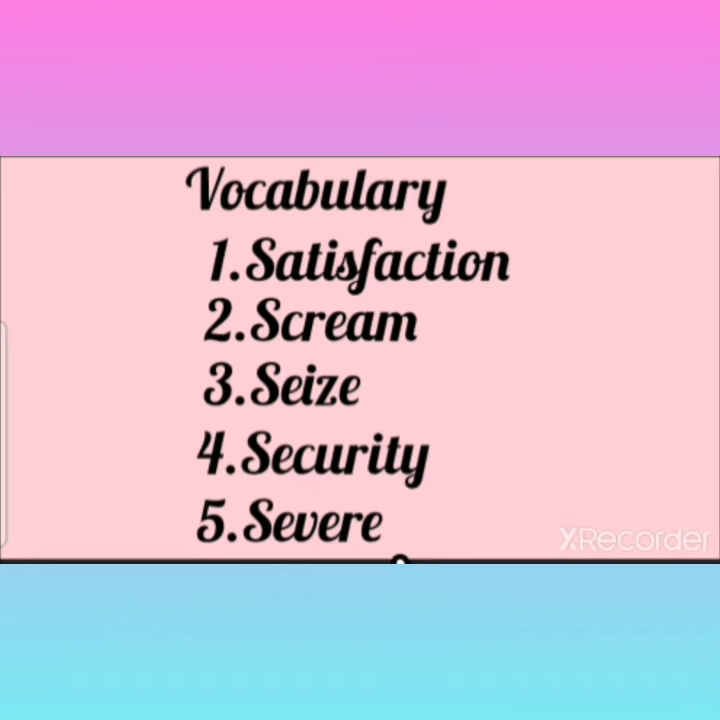 Vocabulary
1.Satisfaction
2.Scream
3.Seize
4.Security
5.Severe
XRecorder